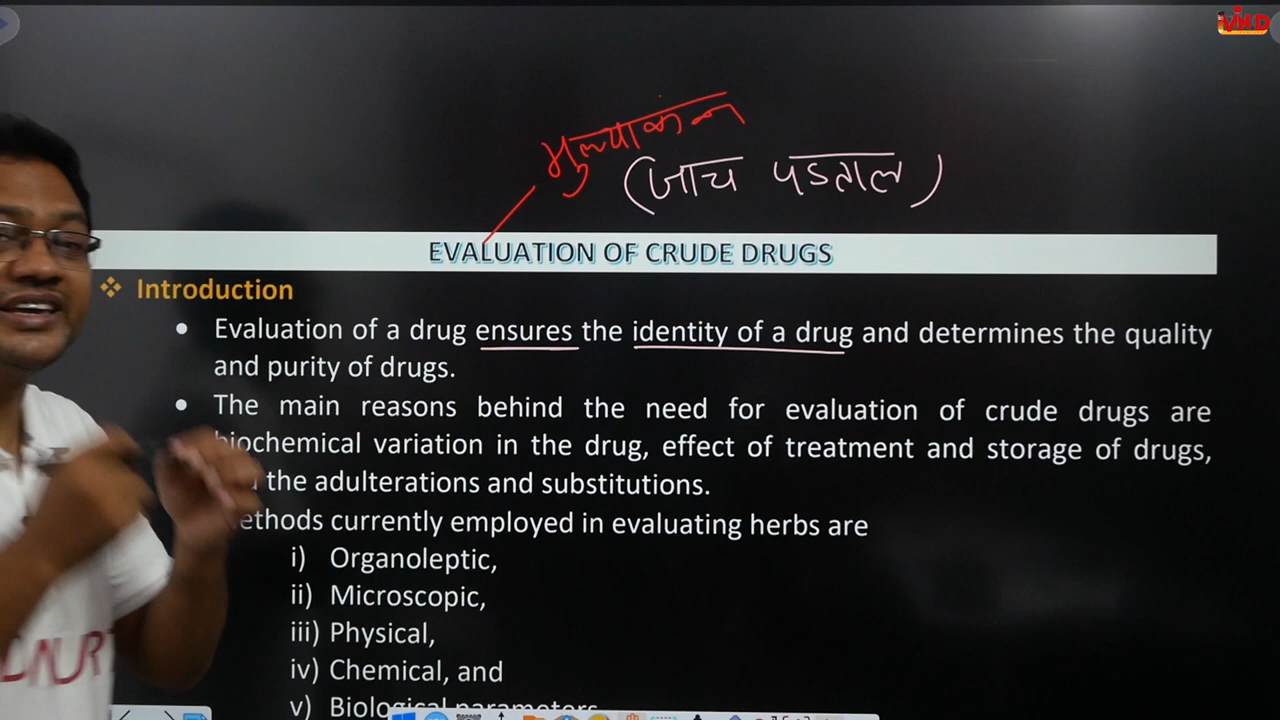 VIHD
मुल्याकन
(जाच पडताल)
EVALUATION OF CRUDE DRUGS
Introduction
• Evaluation of a drug ensures the identity of a drug and determines the quality
and purity of drugs.
• The main reasons behind the need for evaluation of crude drugs are
biochemical variation in the drug, effect of treatment and storage of drugs,
the adulterations and substitutions.
ethods currently employed in evaluating herbs are
i) Organoleptic,
ii) Microscopic,
iii) Physical,
iv) Chemical, and
v) Biological parameters